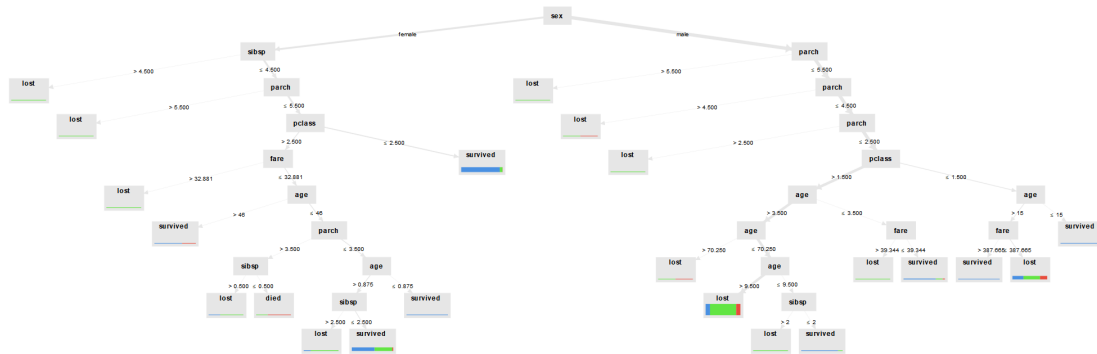 sex
female
male
sibsp
parch
> 4.500
≤ 4.500
> 5.500
≤ 5.500
lost
parch
lost
parch
> 5.500
≤ 5.500
> 4.500
≤ 4.500
lost
pclass
lost
parch
> 2.500
≤ 2.500
> 2.500
≤ 2.500
fare
survived
lost
pclass
> 32.881
≤ 32.881
> 1.500
≤ 1.500
lost
age
age
age
> 46
≤ 46
> 3.500
≤ 3.500
> 15
≤ 15
survived
parch
age
fare
fare
survived
> 3.500
≤ 3.500
> 70.250
≤ 70.250
> 39.344
≤ 39.344
> 387.665
≤ 387.665
sibsp
age
lost
age
lost
survived
survived
lost
> 0.500
≤ 0.500
> 0.875
≤ 0.875
> 9.500
≤ 9.500
lost
died
sibsp
survived
lost
sibsp
> 2.500
≤ 2.500
> 2
≤ 2
lost
survived
lost
survived